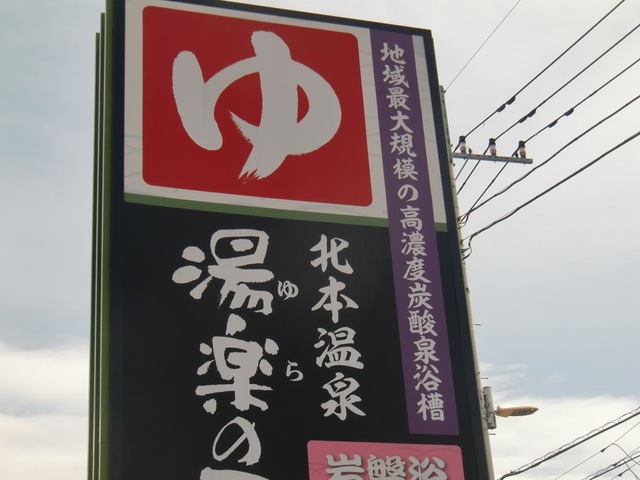 ゆ
地域最大規模の高濃度炭酸泉浴槽
北本温泉
湯楽の
ゆら
岩盤浴